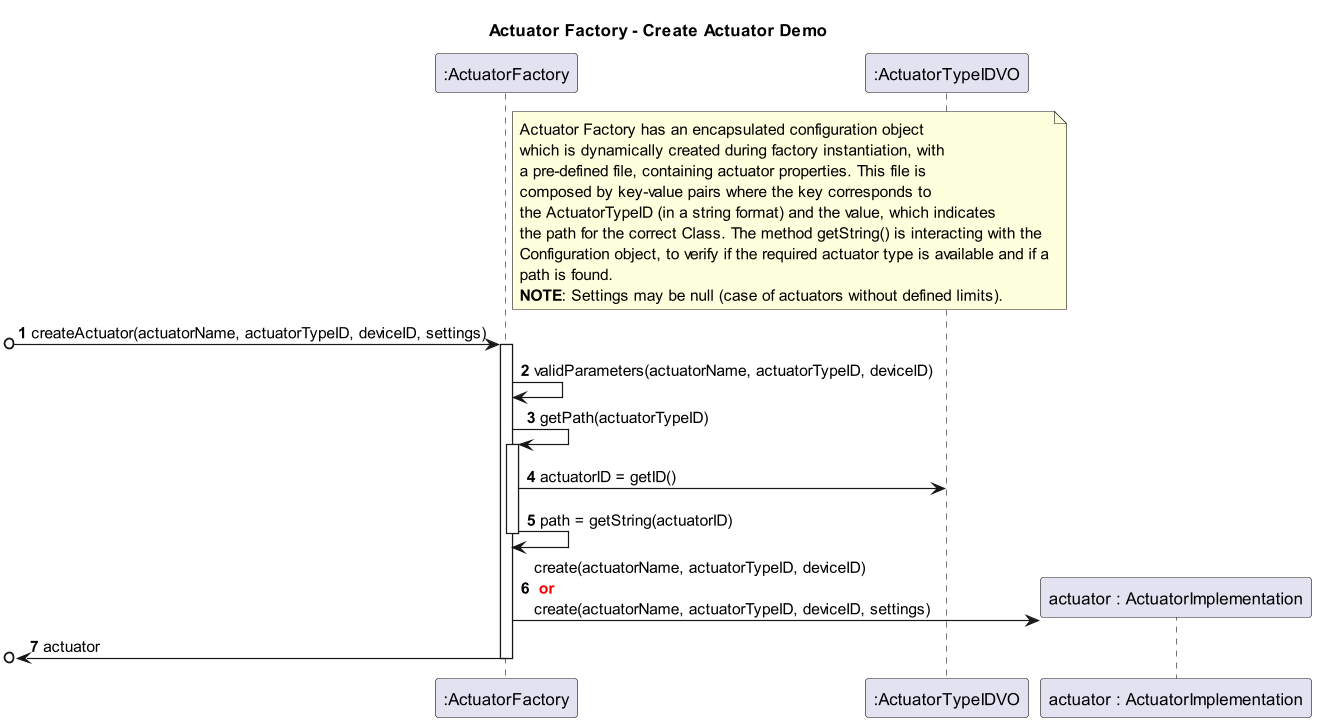 Actuator Factory - Create Actuator Demo
:ActuatorFactory
:ActuatorTypeIDVO
Actuator Factory has an encapsulated configuration object
which is dynamically created during factory instantiation, with
a pre-defined file, containing actuator properties. This file is
composed by key-value pairs where the key corresponds to
the ActuatorTypeID (in a string format) and the value, which indicates
the path for the correct Class. The method getString() is interacting with the
Configuration object, to verify if the required actuator type is available and if a
path is found.
NOTE: Settings may be null (case of actuators without defined limits).
1 createActuator(actuatorName, actuatorTypeID, deviceID, settings)
2 validParameters(actuatorName, actuatorTypeID, deviceID)
3 getPath(actuatorTypeID)
4 actuatorID = getID()
5 path = getString(actuatorID)
create(actuatorName, actuatorTypeID, deviceID)
6 or
create(actuatorName, actuatorTypeID, deviceID, settings)
actuator : ActuatorImplementation
7 actuator
:ActuatorFactory
:ActuatorTypeIDVO
actuator : ActuatorImplementation